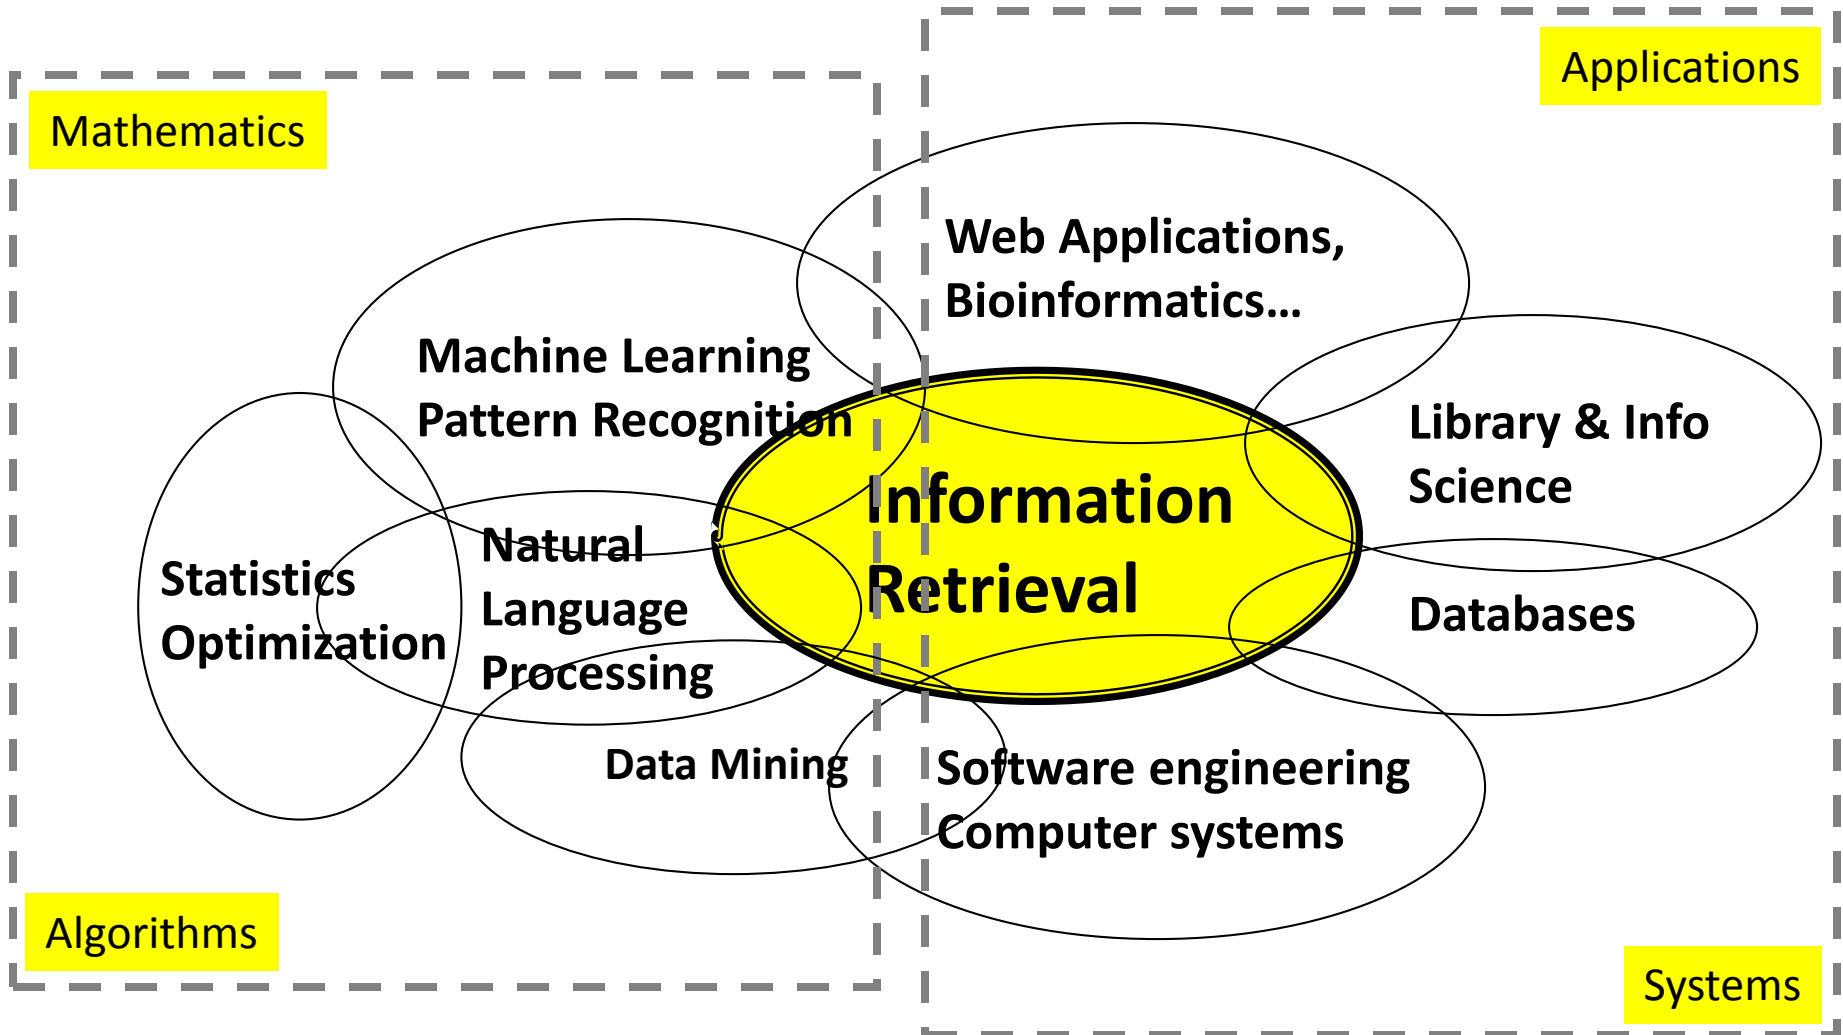 Applications
Mathematics
Web Applications,
Bioinformatics...
Machine Learning
Pattern Recognition
Library & Info
Science
Information
Retrieval
Natural
Language
Processing
Statistics
Optimization
Databases
Data Mining
Software engineering
Computer systems
Algorithms
Systems